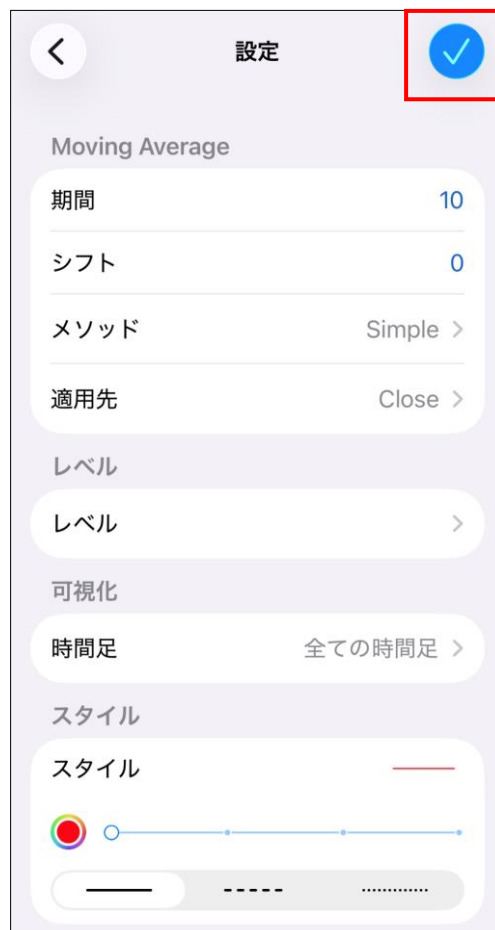 設定
Moving Average
期間 10
シフト 0
メソッド Simple
適用先 Close
レベル
レベル
可視化
時間足 全ての時間足
スタイル
スタイル